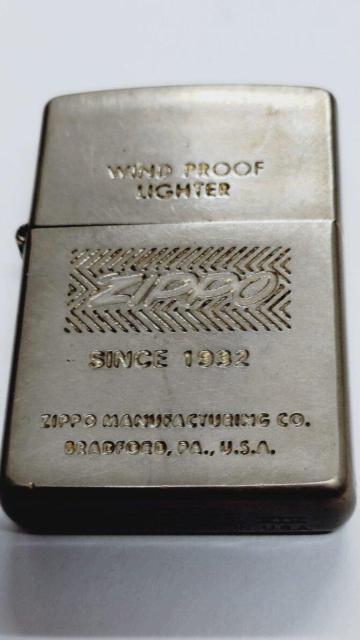 WIND PROOF
LIGHTER
ZIPPO
SINCE 1932
ZIPPO MANUFACTURING CO.
BRADFORD, PA., U.S.A.